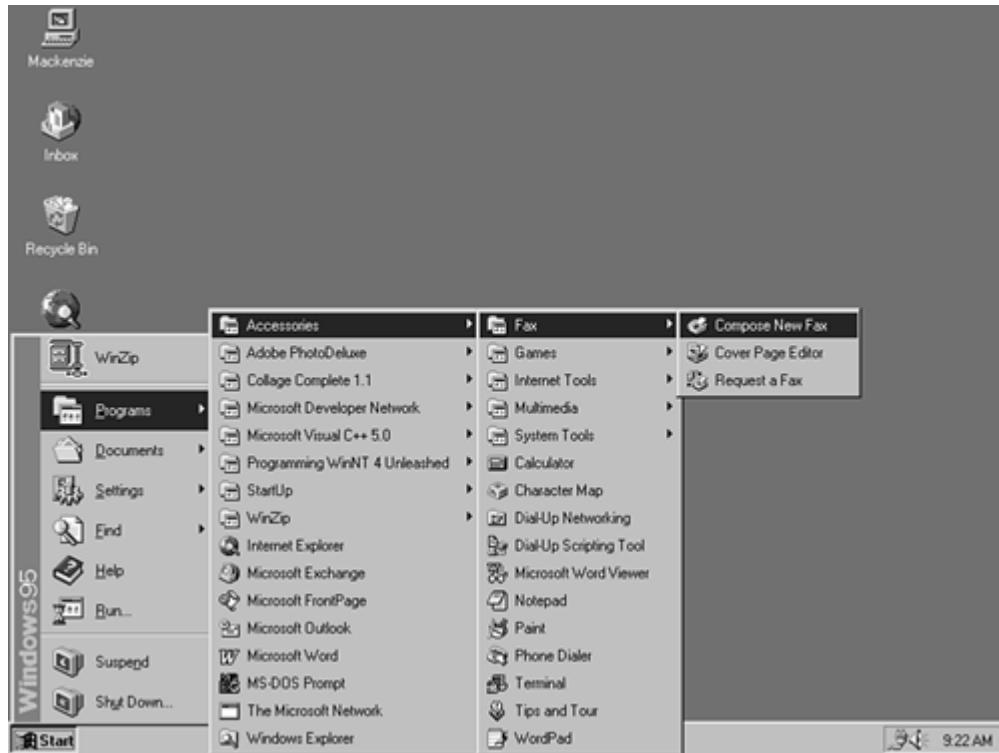 Mackenzie
Inbox
Recycle Bin
Windows95
WinZip
Programs
Documents
Settings
Find
Help
Run...
Suspend
Shut Down...
Accessories
Adobe PhotoDeluxe
Collage Complete 1.1
Microsoft Developer Network
Microsoft Visual C++ 5.0
Programming WinNT 4 Unleashed
StartUp
WinZip
Internet Explorer
Microsoft Exchange
Microsoft FrontPage
Microsoft Outlook
Microsoft Word
MS-DOS Prompt
The Microsoft Network
Windows Explorer
Fax
Games
Internet Tools
Multimedia
System Tools
Calculator
Character Map
Dial-Up Networking
Dial-Up Scripting Tool
Microsoft Word Viewer
Notepad
Paint
Phone Dialer
Terminal
Tips and Tour
WordPad
Compose New Fax
Cover Page Editor
Request a Fax
Start
9:22 AM